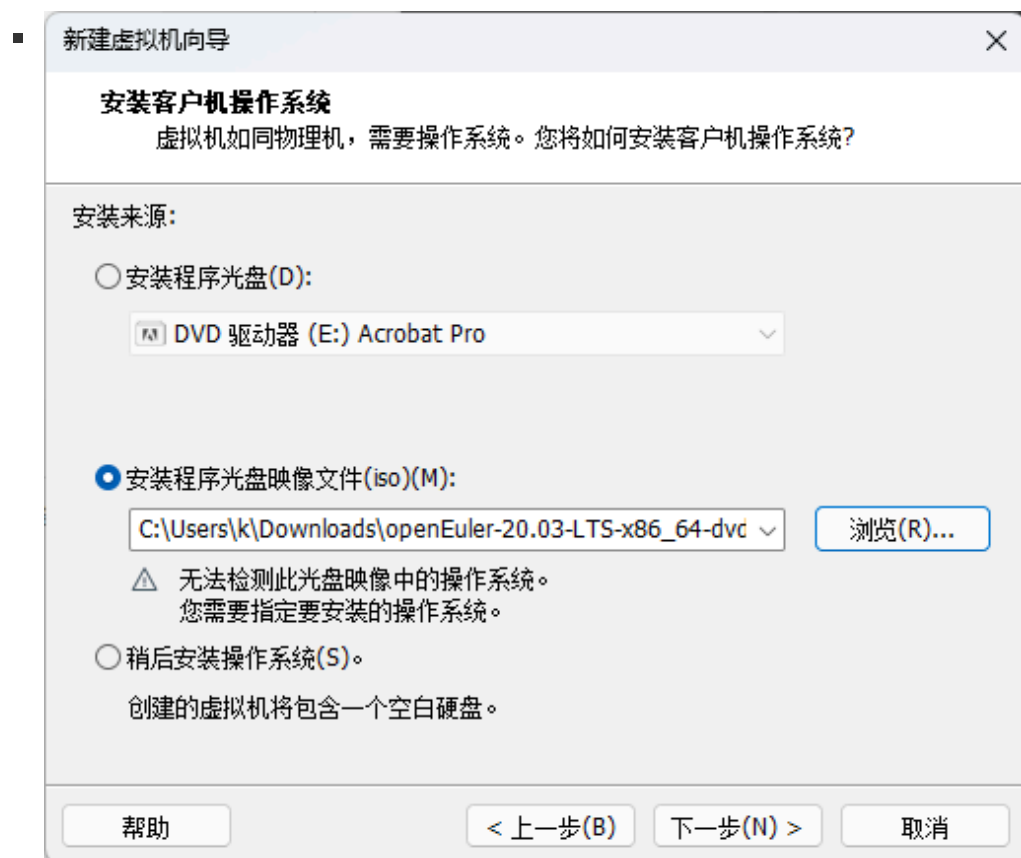 新建虚拟机向导
安装客户机操作系统
虚拟机如同物理机，需要操作系统。您将如何安装客户机操作系统?
安装来源:
安装程序光盘(D):
DVD 驱动器 (E:) Acrobat Pro
安装程序光盘映像文件(iso)(M):
C:\Users\k\Downloads\openEuler-20.03-LTS-x86_64-dvd
浏览(R)...
无法检测此光盘映像中的操作系统。
您需要指定要安装的操作系统。
稍后安装操作系统(S)。
创建的虚拟机将包含一个空白硬盘。
帮助
< 上一步(B)
下一步(N) >
取消